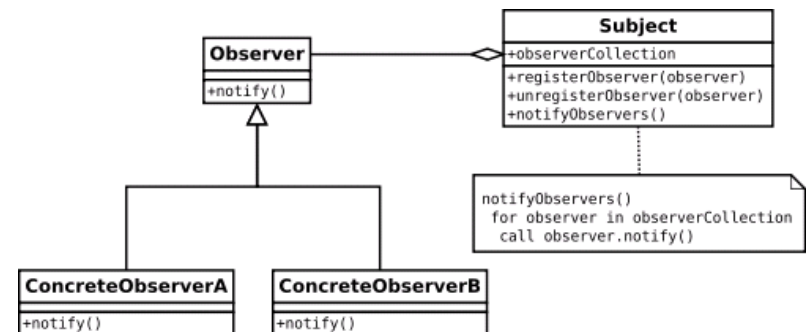 Subject
Observer
+observerCollection
+notify()
+registerObserver(observer)
+unregisterObserver(observer)
+notifyObservers()
notifyObservers()
for observer in observerCollection
call observer.notify()
ConcreteObserverA
+notify()
ConcreteObserverB
+notify()